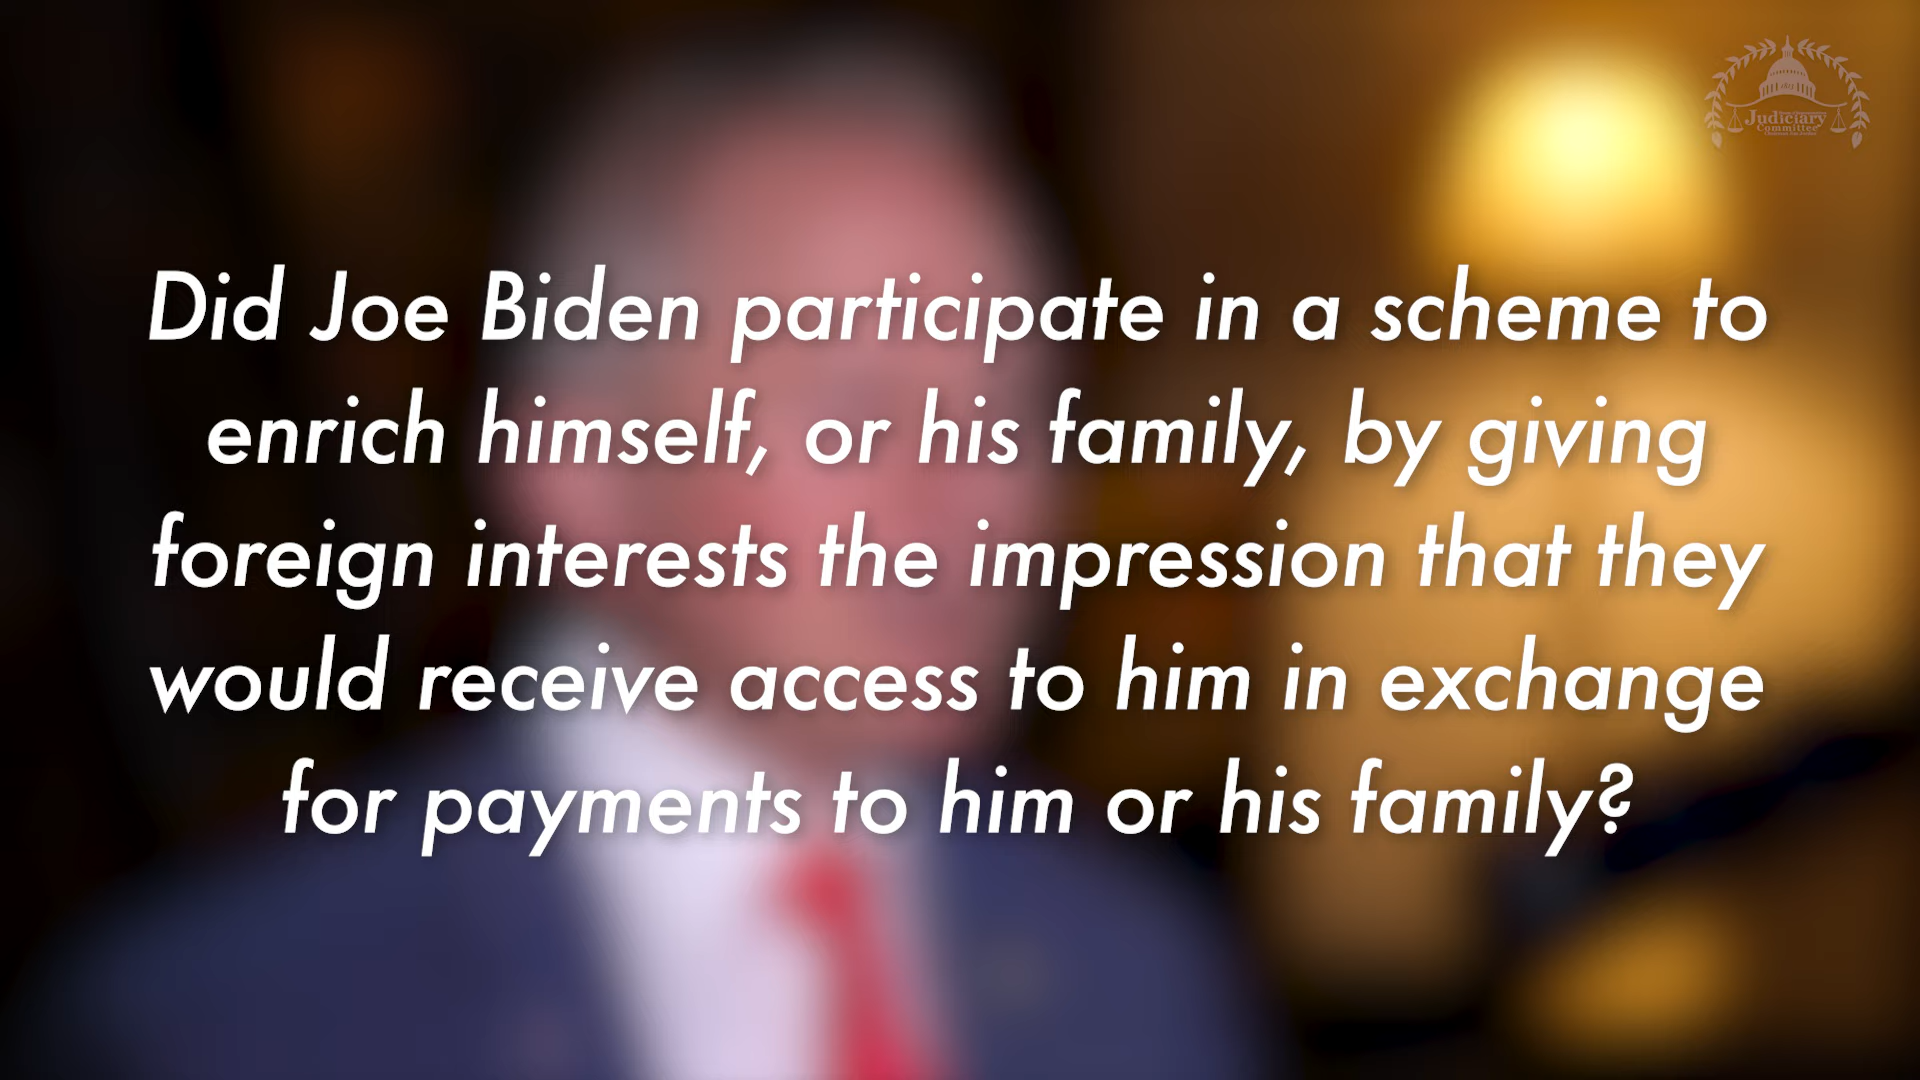 Judiciary
Committee
Did Joe Biden participate in a scheme to
enrich himself, or his family, by giving
foreign interests the impression that they
would receive access to him in exchange
for payments to him or his family?